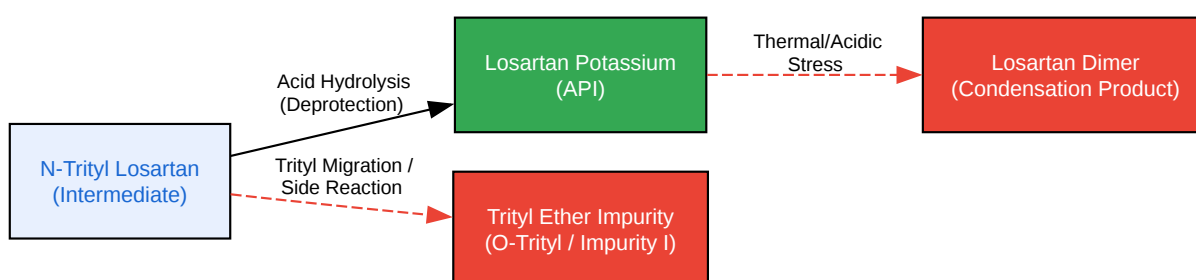 N-Trityl Losartan
(Intermediate)
Acid Hydrolysis
(Deprotection)
Losartan Potassium
(API)
Thermal/Acidic
Stress
Losartan Dimer
(Condensation Product)
Trityl Migration /
Side Reaction
Trityl Ether Impurity
(O-Trityl / Impurity I)